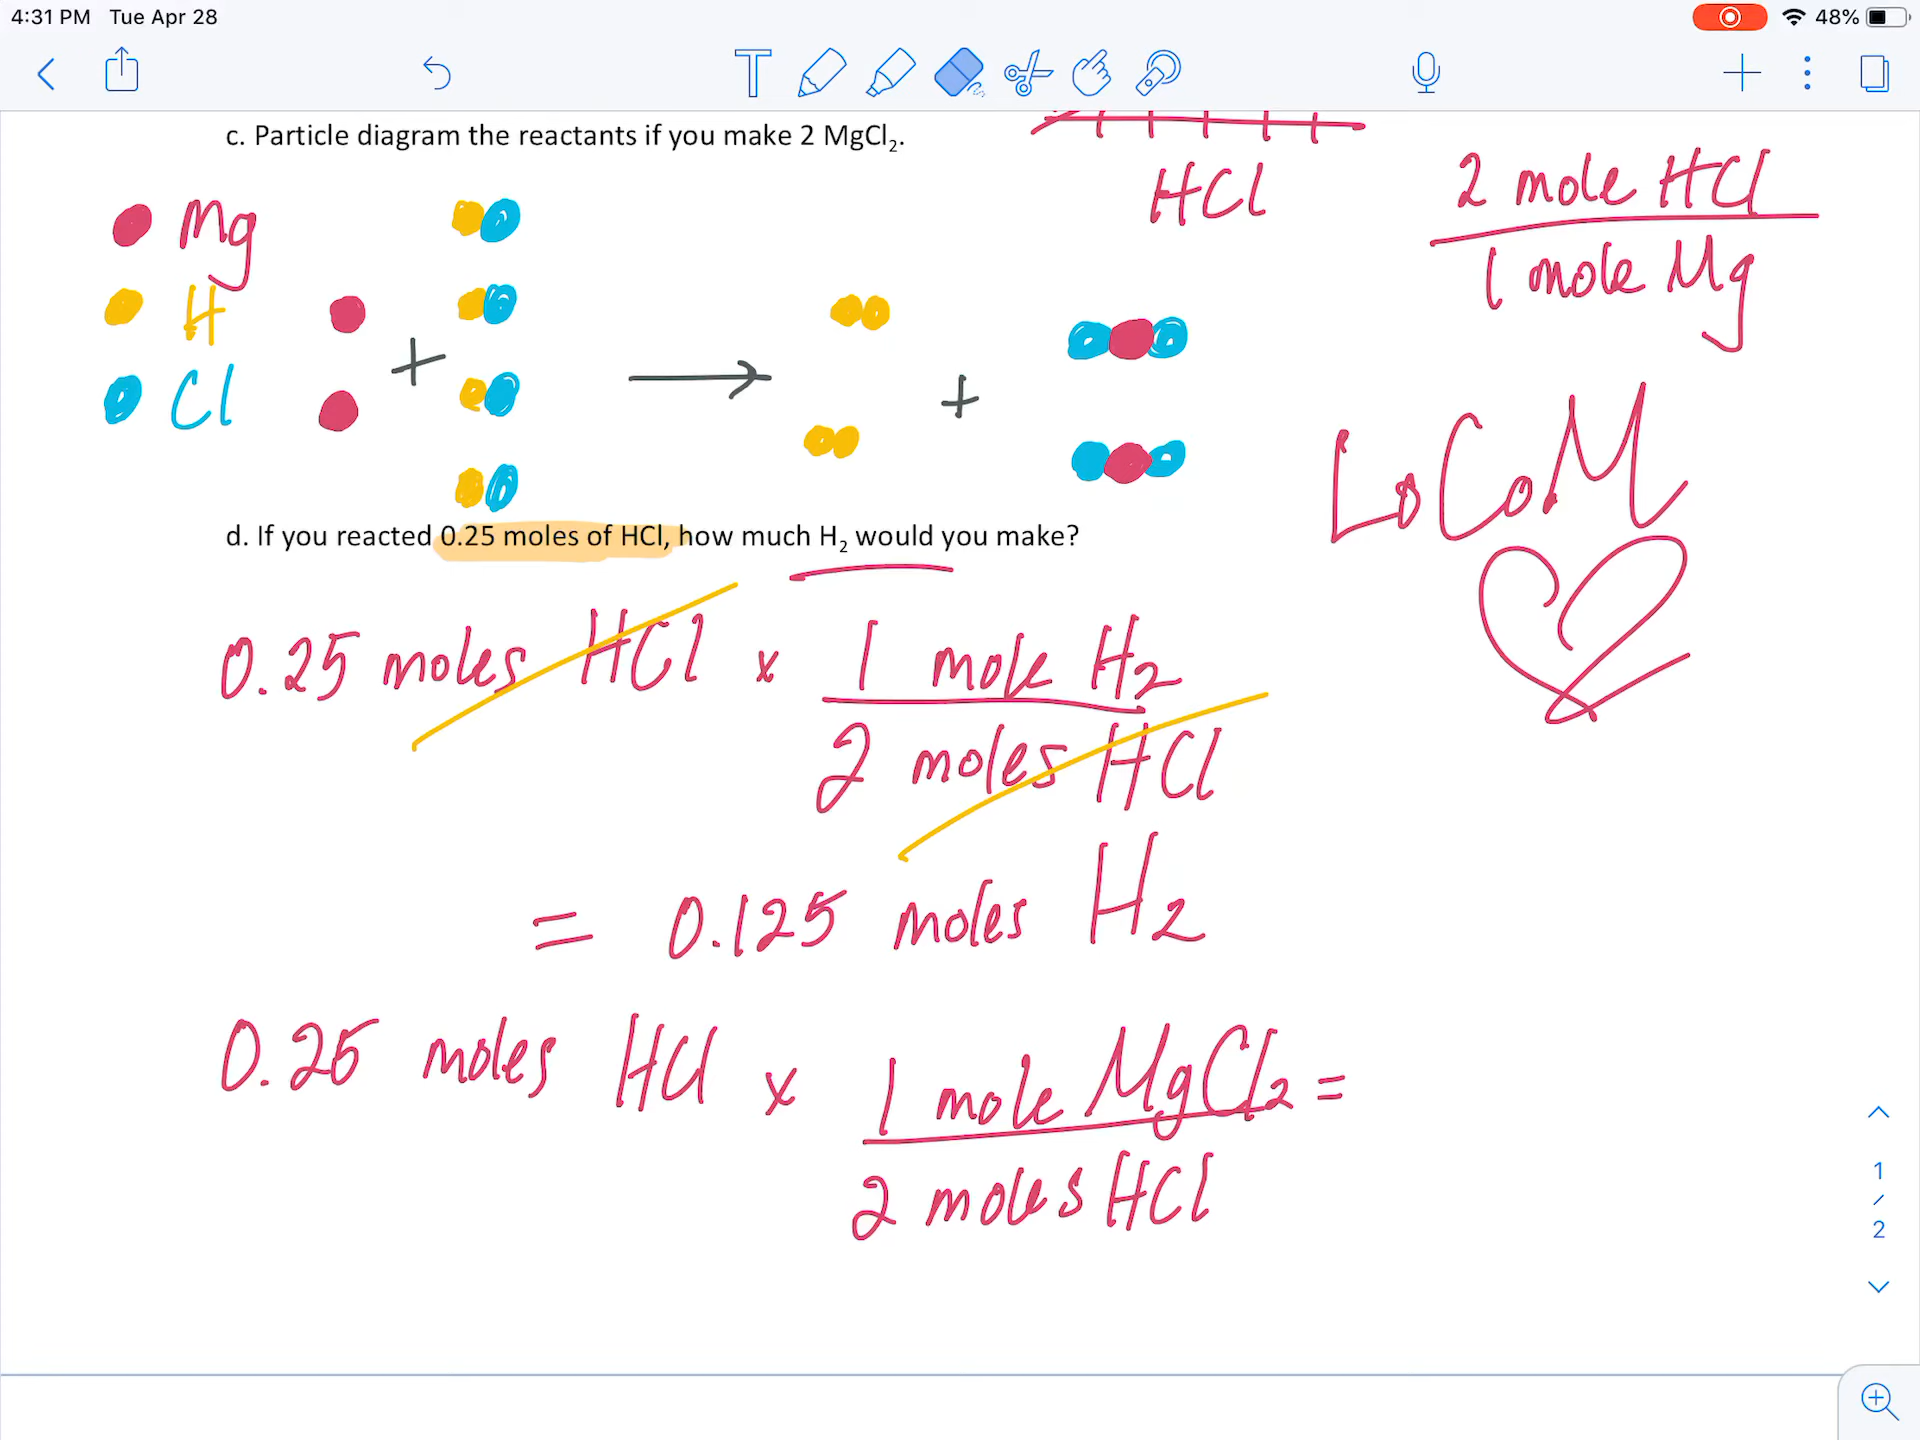 4:31 PM Tue Apr 28 48%
c. Particle diagram the reactants if you make 2 MgCl₂.
HCl
2 mole HCl
1 mole Mg
Mg
H
Cl
+
+
LoCoM
d. If you reacted 0.25 moles of HCl, how much H₂ would you make?
0.25 moles HCl x 1 mole H₂
2 moles HCl
= 0.125 moles H₂
0.25 moles HCl x 1 mole MgCl₂ =
2 moles HCl
1
/
2